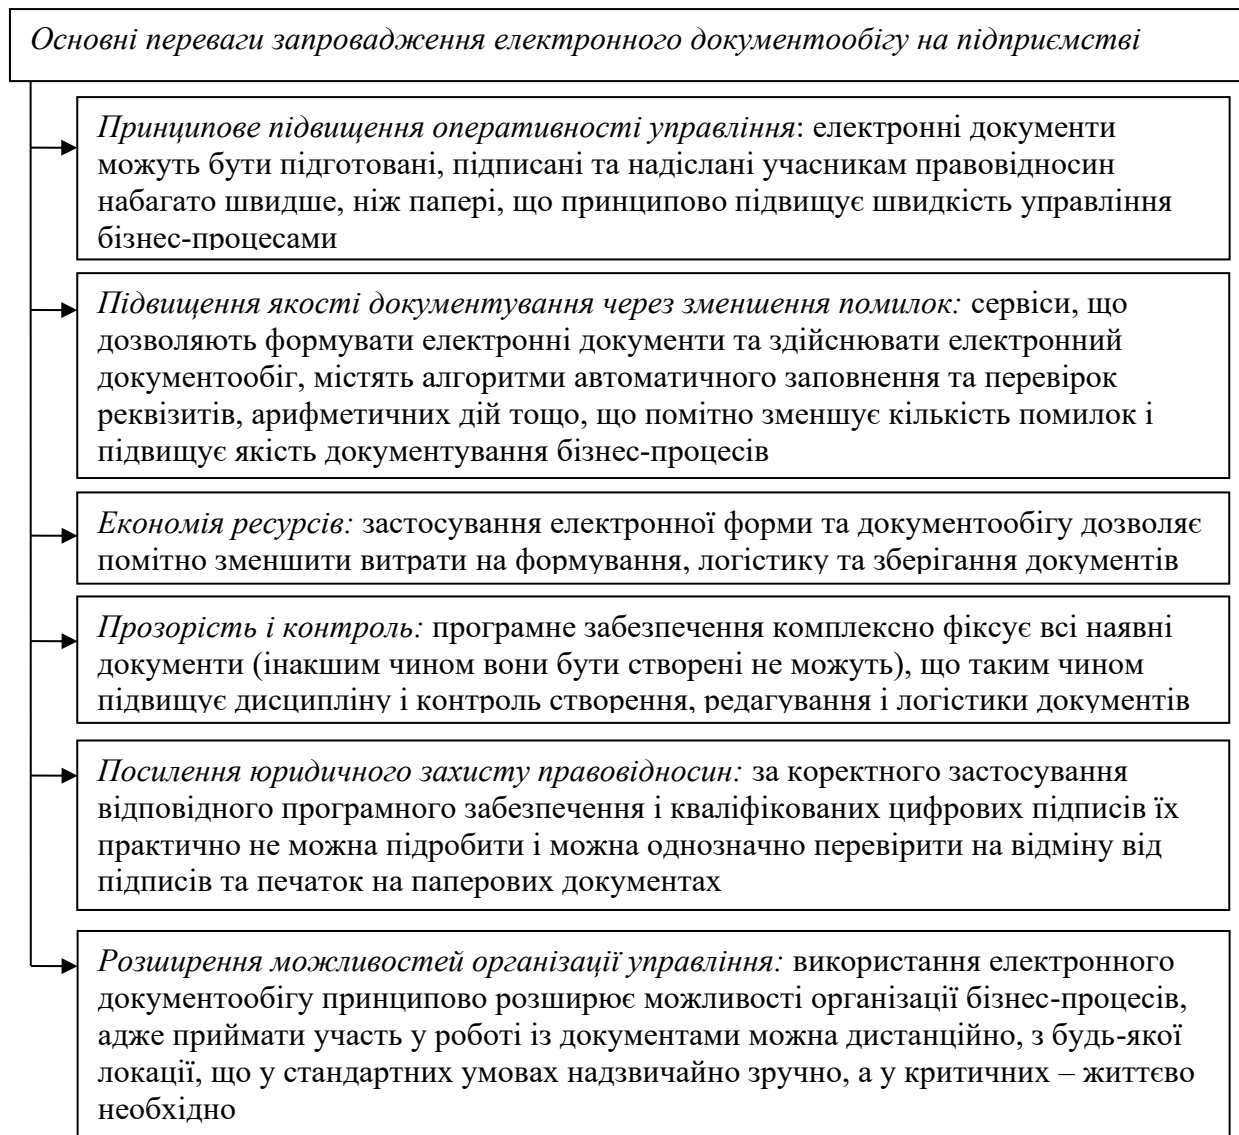 Основні переваги запровадження електронного документообігу на підприємстві
Принципове підвищення оперативності управління: електронні документи
можуть бути підготовані, підписані та надіслані учасникам правовідносин
набагато швидше, ніж папері, що принципово підвищує швидкість управління
бізнес-процесами
Підвищення якості документування через зменшення помилок: сервіси, що
дозволяють формувати електронні документи та здійснювати електронний
документообіг, містять алгоритми автоматичного заповнення та перевірок
реквізитів, арифметичних дій тощо, що помітно зменшує кількість помилок і
підвищує якість документування бізнес-процесів
Економія ресурсів: застосування електронної форми та документообігу дозволяє
помітно зменшити витрати на формування, логістику та зберігання документів
Прозорість і контроль: програмне забезпечення комплексно фіксує всі наявні
документи (інакшим чином вони бути створені не можуть), що таким чином
підвищує дисципліну і контроль створення, редагування і логістики документів
Посилення юридичного захисту правовідносин: за коректного застосування
відповідного програмного забезпечення і кваліфікованих цифрових підписів їх
практично не можна підробити і можна однозначно перевірити на відміну від
підписів та печаток на паперових документах
Розширення можливостей організації управління: використання електронного
документообігу принципово розширює можливості організації бізнес-процесів,
адже приймати участь у роботі із документами можна дистанційно, з будь-якої
локації, що у стандартних умовах надзвичайно зручно, а у критичних – життєво
необхідно